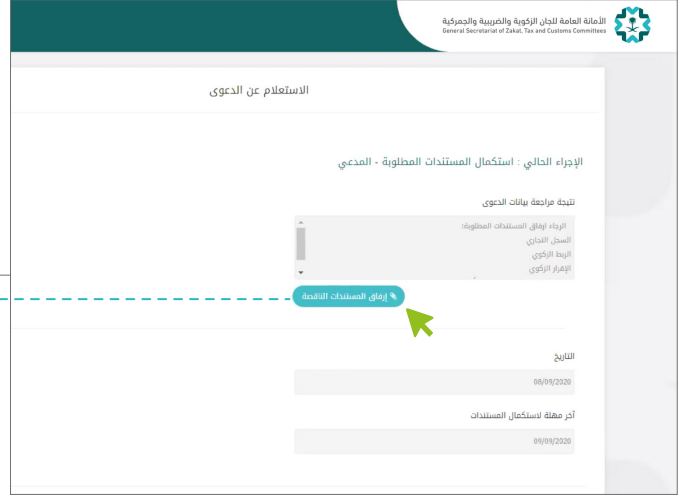 الأمانة العامة للجان الزكوية والضريبية والجمركية
General Secretariat of Zakat, Tax and Customs Committees
الاستعلام عن الدعوى
الإجراء الحالي : استكمال المستندات المطلوبة - المدعي
نتيجة مراجعة بيانات الدعوى
الرجاء ارفاق المستندات المطلوبة:
السجل التجاري
الربط الزكوي
الإقرار الزكوي
إرفاق المستندات الناقصة
التاريخ
08/09/2020
آخر مهلة لاستكمال المستندات
09/09/2020